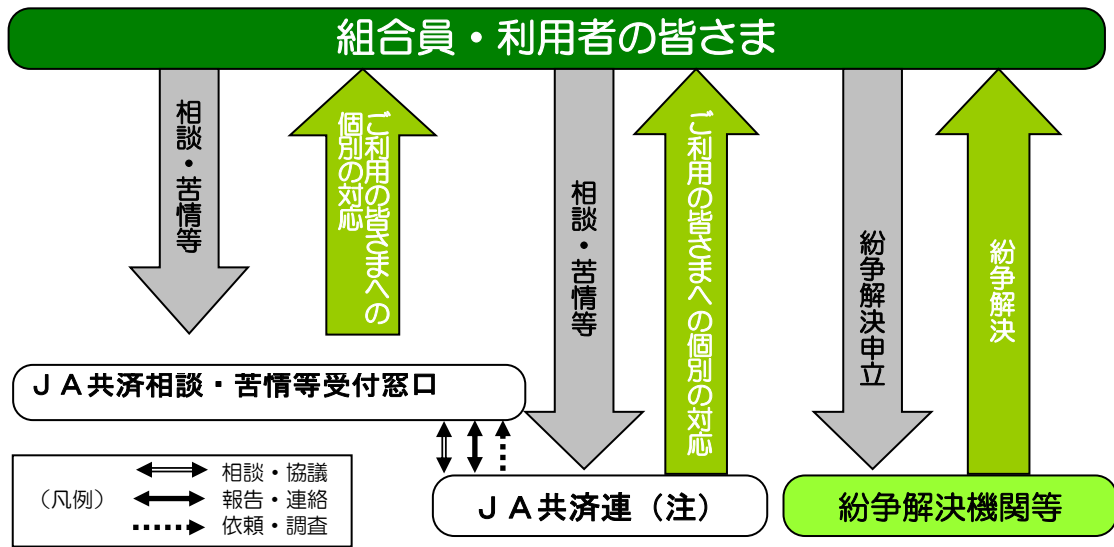 組合員・利用者の皆さま
相談・苦情等
ご利用の皆さまへの
個別の対応
相談・苦情等
ご利用の皆さまへの個別の対応
紛争解決申立
紛争解決
ＪＡ共済相談・苦情等受付窓口
（凡例）
相談・協議
報告・連絡
依頼・調査
ＪＡ共済連（注）
紛争解決機関等